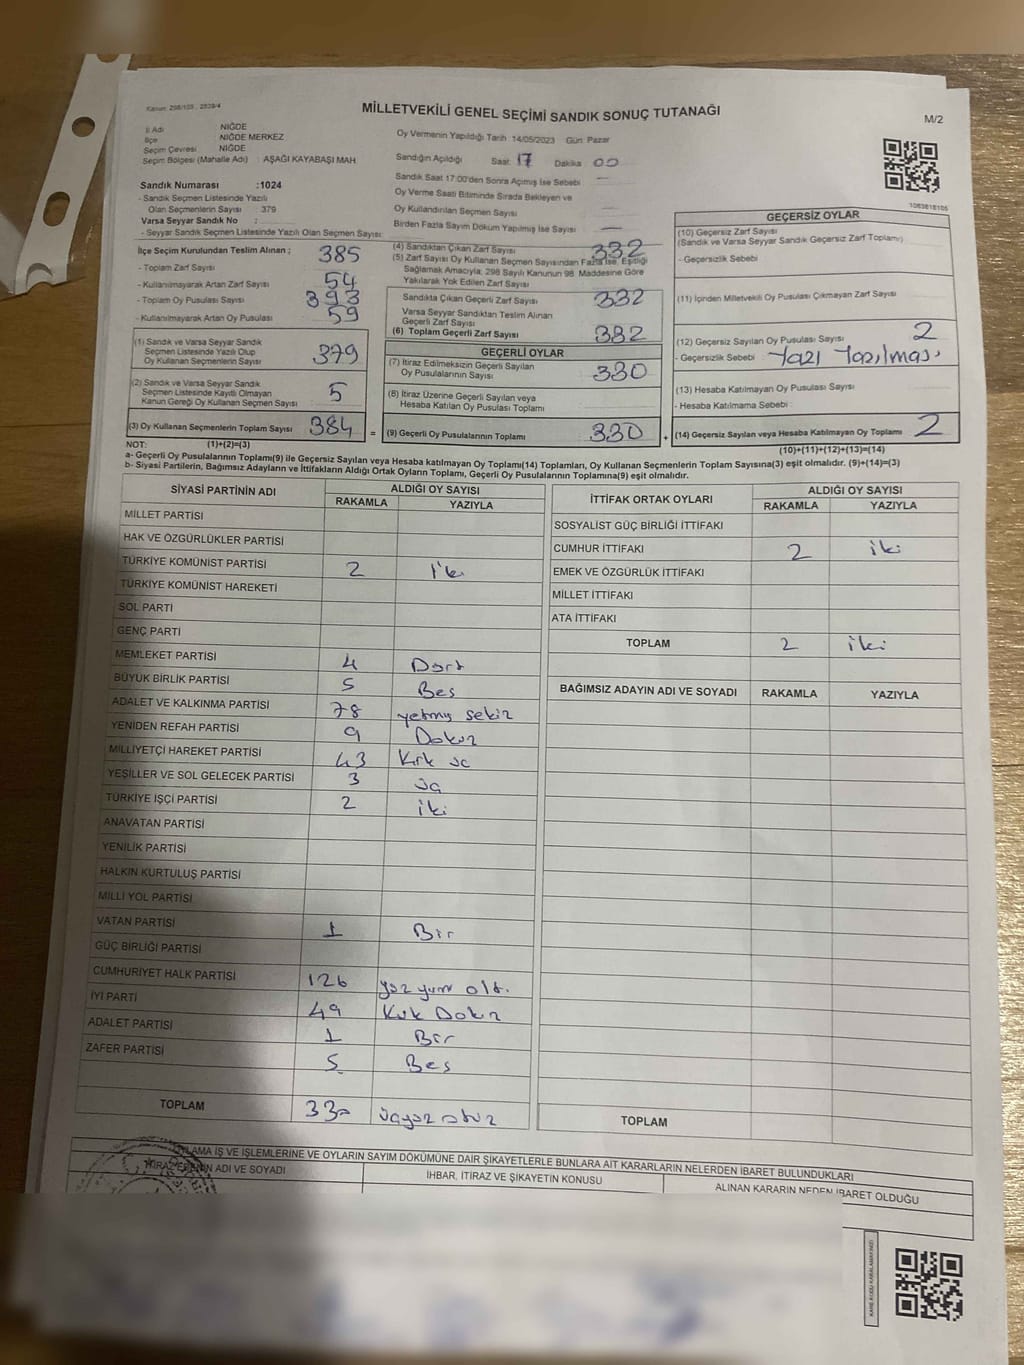 Kanun: 298/105 , 2839/4
MİLLETVEKİLİ GENEL SEÇİMİ SANDIK SONUÇ TUTANAĞI
M/2
İl Adı NİĞDE
İlçe NİĞDE MERKEZ
Seçim Çevresi NİĞDE
Seçim Bölgesi (Mahalle Adı) : AŞAĞI KAYABAŞI MAH
Oy Vermenin Yapıldığı Tarih 14/05/2023 Gün Pazar
Sandığın Açıldığı Saat 17 Dakika 00
Sandık Saat 17.00'den Sonra Açımış İse Sebebi —
Oy Verme Saati Bitiminde Sırada Bekleyen ve
Oy Kullandırılan Seçmen Sayısı
Birden Fazla Sayım Döküm Yapılmış İse Sayısı —
1083818105
Sandık Numarası :1024
- Sandık Seçmen Listesinde Yazılı
Olan Seçmenlerin Sayısı : 379
Varsa Seyyar Sandık No :
- Seyyar Sandık Seçmen Listesinde Yazılı Olan Seçmen Sayısı:
İlçe Seçim Kurulundan Teslim Alınan ;
- Toplam Zarf Sayısı 385
- Kullanılmayarak Artan Zarf Sayısı 54
- Toplam Oy Pusulası Sayısı 393
- Kullanılmayarak Artan Oy Pusulası 59
(1) Sandık ve Varsa Seyyar Sandık
Seçmen Listesinde Yazılı Olup
Oy Kullanan Seçmenlerin Sayısı 379
(2) Sandık ve Varsa Seyyar Sandık
Seçmen Listesinde Kayıtlı Olmayan
Kanun Gereği Oy Kullanan Seçmen Sayısı 5
(3) Oy Kullanan Seçmenlerin Toplam Sayısı 384 =
(4) Sandıktan Çıkan Zarf Sayısı 332
(5) Zarf Sayısı Oy Kullanan Seçmen Sayısından Fazla İse, Eşitliği
Sağlamak Amacıyla, 298 Sayılı Kanunun 98. Maddesine Göre
Yakılarak Yok Edilen Zarf Sayısı
Sandıkta Çıkan Geçerli Zarf Sayısı 332
Varsa Seyyar Sandıktan Teslim Alınan
Geçerli Zarf Sayısı
(6) Toplam Geçerli Zarf Sayısı 332
GEÇERLİ OYLAR
(7) İtiraz Edilmeksizin Geçerli Sayılan
Oy Pusulalarının Sayısı 330
(8) İtiraz Üzerine Geçerli Sayılan veya
Hesaba Katılan Oy Pusulası Toplamı
(9) Geçerli Oy Pusulalarının Toplamı 330 +
GEÇERSİZ OYLAR
(10) Geçersiz Zarf Sayısı
(Sandık ve Varsa Seyyar Sandık Geçersiz Zarf Toplamı)
- Geçersizlik Sebebi
(11) İçinden Milletvekili Oy Pusulası Çıkmayan Zarf Sayısı
(12) Geçersiz Sayılan Oy Pusulası Sayısı 2
- Geçersizlik Sebebi Yazı Yazılması
(13) Hesaba Katılmayan Oy Pusulası Sayısı
- Hesaba Katılmama Sebebi :
(14) Geçersiz Sayılan veya Hesaba Katılmayan Oy Toplamı 2
NOT: (1)+(2)=(3) (10)+(11)+(12)+(13)=(14)
a- Geçerli Oy Pusulalarının Toplamı(9) ile Geçersiz Sayılan veya Hesaba katılmayan Oy Toplamı(14) Toplamları, Oy Kullanan Seçmenlerin Toplam Sayısına(3) eşit olmalıdır. (9)+(14)=(3)
b- Siyasi Partilerin, Bağımsız Adayların ve İttifakların Aldığı Ortak Oyların Toplamı, Geçerli Oy Pusulalarının Toplamına(9) eşit olmalıdır.
SİYASİ PARTİNİN ADI ALDIĞI OY SAYISI
RAKAMLA YAZIYLA
MİLLET PARTİSİ
HAK VE ÖZGÜRLÜKLER PARTİSİ
TÜRKİYE KOMÜNİST PARTİSİ 2 İki
TÜRKİYE KOMÜNİST HAREKETİ
SOL PARTİ
GENÇ PARTİ
MEMLEKET PARTİSİ 4 Dört
BÜYÜK BİRLİK PARTİSİ 5 Beş
ADALET VE KALKINMA PARTİSİ 78 yetmiş sekiz
YENİDEN REFAH PARTİSİ 9 Dokuz
MİLLİYETÇİ HAREKET PARTİSİ 43 Kırk üç
YEŞİLLER VE SOL GELECEK PARTİSİ 3 üç
TÜRKİYE İŞÇİ PARTİSİ 2 iki
ANAVATAN PARTİSİ
YENİLİK PARTİSİ
HALKIN KURTULUŞ PARTİSİ
MİLLİ YOL PARTİSİ
VATAN PARTİSİ 1 Bir
GÜÇ BİRLİĞİ PARTİSİ
CUMHURİYET HALK PARTİSİ 126 yüz yirmi altı
İYİ PARTİ 49 Kırk Dokuz
ADALET PARTİSİ 1 Bir
ZAFER PARTİSİ 5 Beş
TOPLAM 330 üçyüz otuz
İTTİFAK ORTAK OYLARI ALDIĞI OY SAYISI
RAKAMLA YAZIYLA
SOSYALİST GÜÇ BİRLİĞİ İTTİFAKI
CUMHUR İTTİFAKI 2 iki
EMEK VE ÖZGÜRLÜK İTTİFAKI
MİLLET İTTİFAKI
ATA İTTİFAKI
TOPLAM 2 iki
BAĞIMSIZ ADAYIN ADI VE SOYADI RAKAMLA YAZIYLA
TOPLAM
OYLAMA İŞ VE İŞLEMLERİNE VE OYLARIN SAYIM DÖKÜMÜNE DAİR ŞİKAYETLERLE BUNLARA AİT KARARLARIN NELERDEN İBARET BULUNDUKLARI
İTİRAZ EDENİN ADI VE SOYADI
İHBAR, İTİRAZ VE ŞİKAYETİN KONUSU
ALINAN KARARIN NEDEN İBARET OLDUĞU
KARE KODU KARALAMAYINIZ!